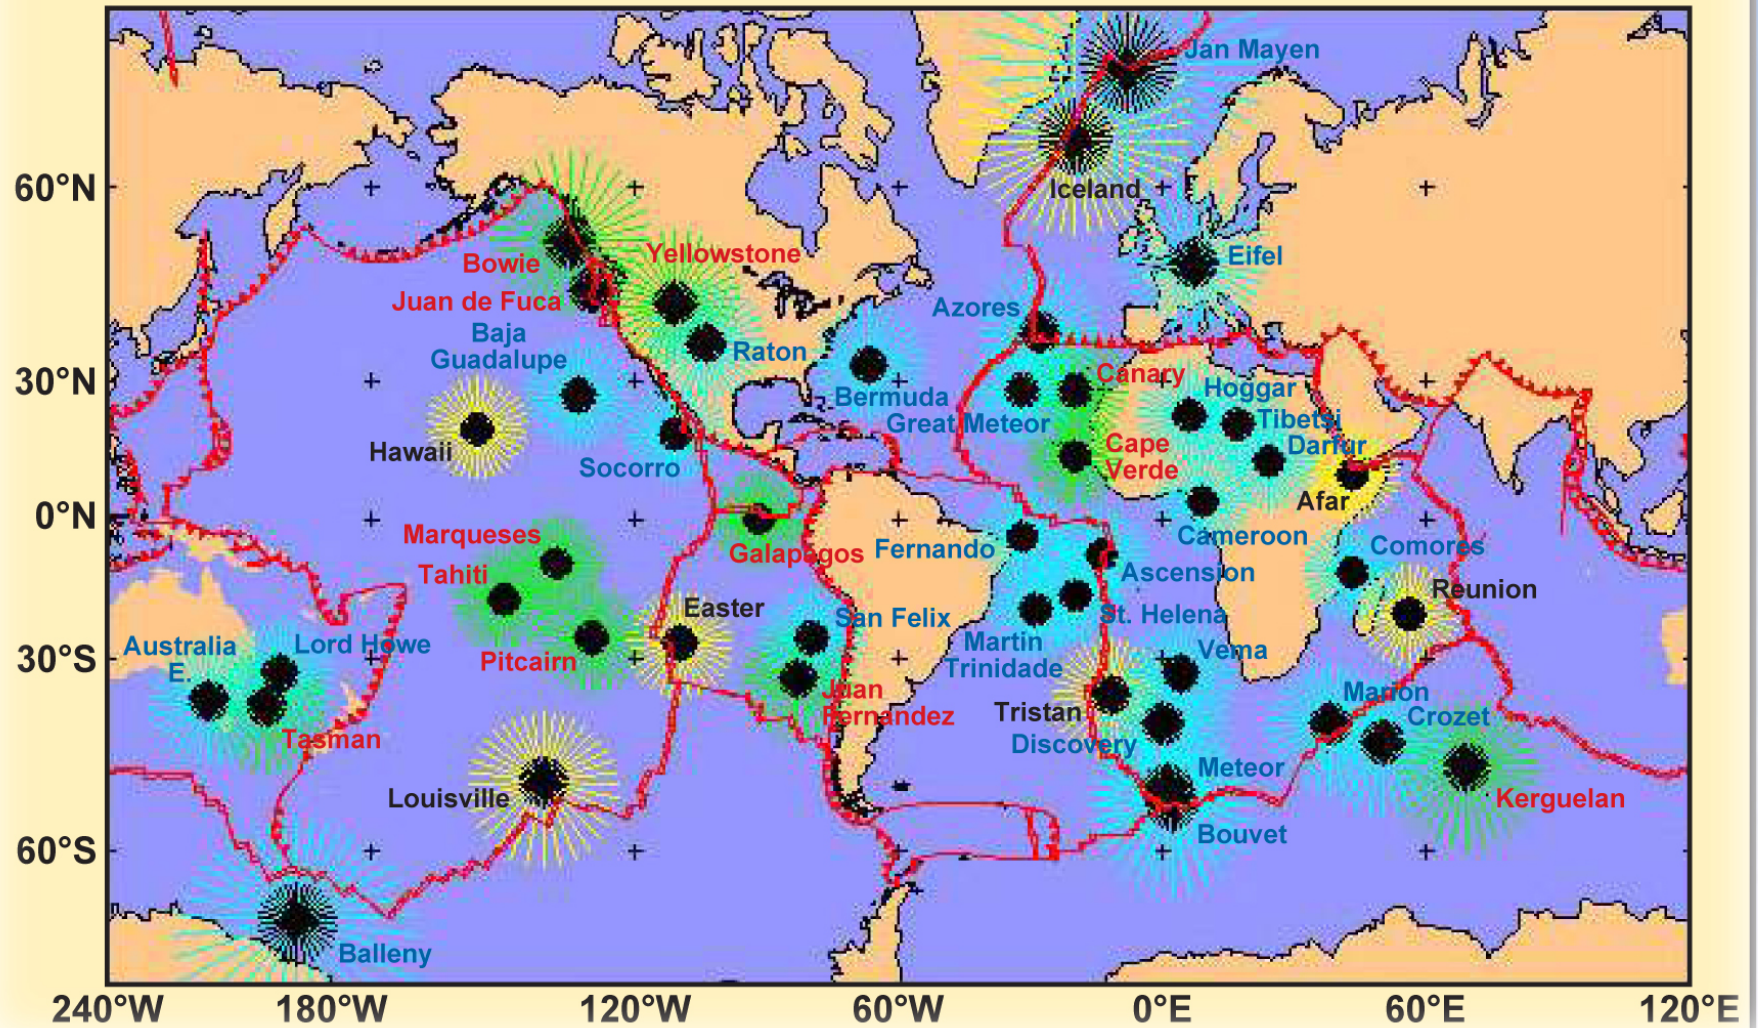 Jan Mayen
60°N
Iceland
Bowie
Yellowstone
Eifel
Juan de Fuca
Azores
Baja
Guadalupe
Raton
30°N
Canary
Hoggar
Bermuda
Great Meteor
Tibetsi
Hawaii
Darfur
Socorro
Cape
Verde
Afar
0°N
Marqueses
Galapagos
Fernando
Cameroon
Comores
Tahiti
Ascension
Reunion
Easter
San Felix
St. Helena
Australia
E.
Lord Howe
Martin
Trinidade
Vema
30°S
Pitcairn
Juan
Fernandez
Marion
Tristan
Crozet
Tasman
Discovery
Meteor
Louisville
Kerguelan
Bouvet
60°S
Balleny
240°W 180°W 120°W 60°W 0°E 60°E 120°E